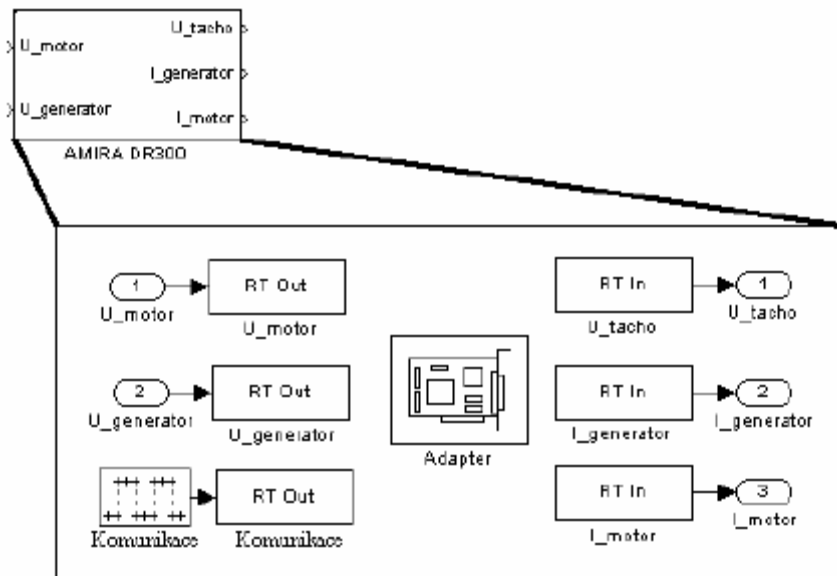 U_tacho
U_motor
I_generator
U_generator
I_motor
AMIRA DR300
1 RT Out RT In 1
U_motor U_motor U_tacho U_tacho
2 RT Out RT In 2
U_generator U_generator I_generator I_generator
Adapter
RT Out RT In 3
Komunikace Komunikace I_motor I_motor